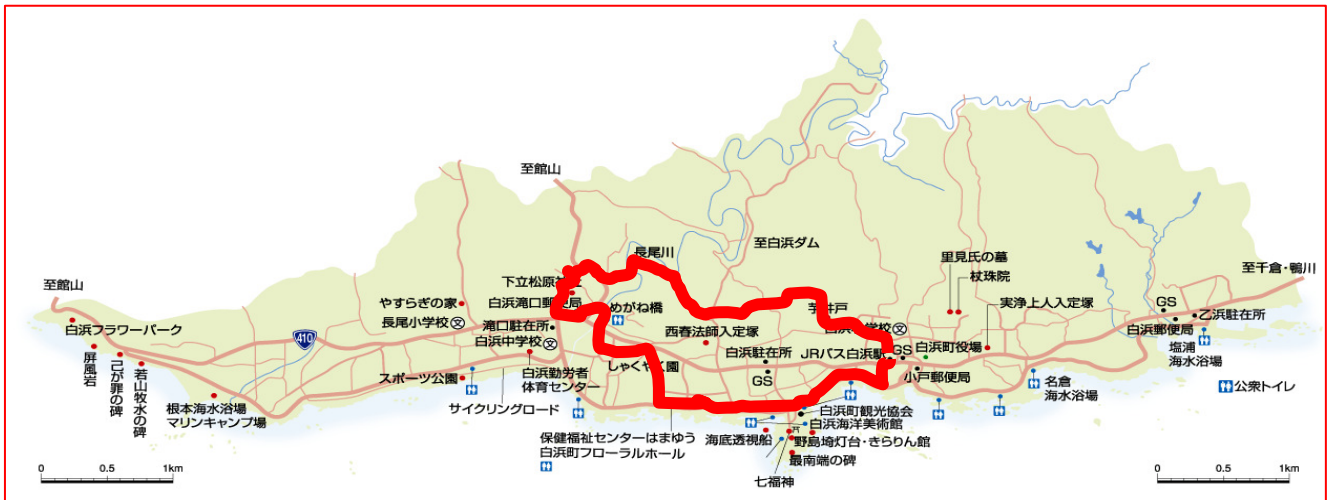 至館山
長尾川
至白浜ダム
里見氏の墓
杖珠院
至千倉・鴨川
至館山
やすらぎの家
長尾小学校
文
下立松原神社
白浜滝口郵便局
めがね橋
芋井戸
実浄上人入定塚
GS
乙浜駐在所
白浜郵便局
塩浦
海水浴場
白浜フラワーパーク
410
滝口駐在所
白浜中学校
文
西春法師入定塚
文
白浜町役場
屏風岩
己が罪の碑
若山牧水の碑
しゃくやく園
白浜駐在所
GS
JRバス白浜駅
GS
小戸郵便局
スポーツ公園
白浜勤労者
体育センター
名倉
海水浴場
公衆トイレ
根本海水浴場
マリンキャンプ場
サイクリングロード
白浜町観光協会
白浜海洋美術館
保健福祉センターはまゆう
白浜町フローラルホール
海底透視船
野島埼灯台・きらりん館
最南端の碑
七福神
0 0.5 1km
0 0.5 1km